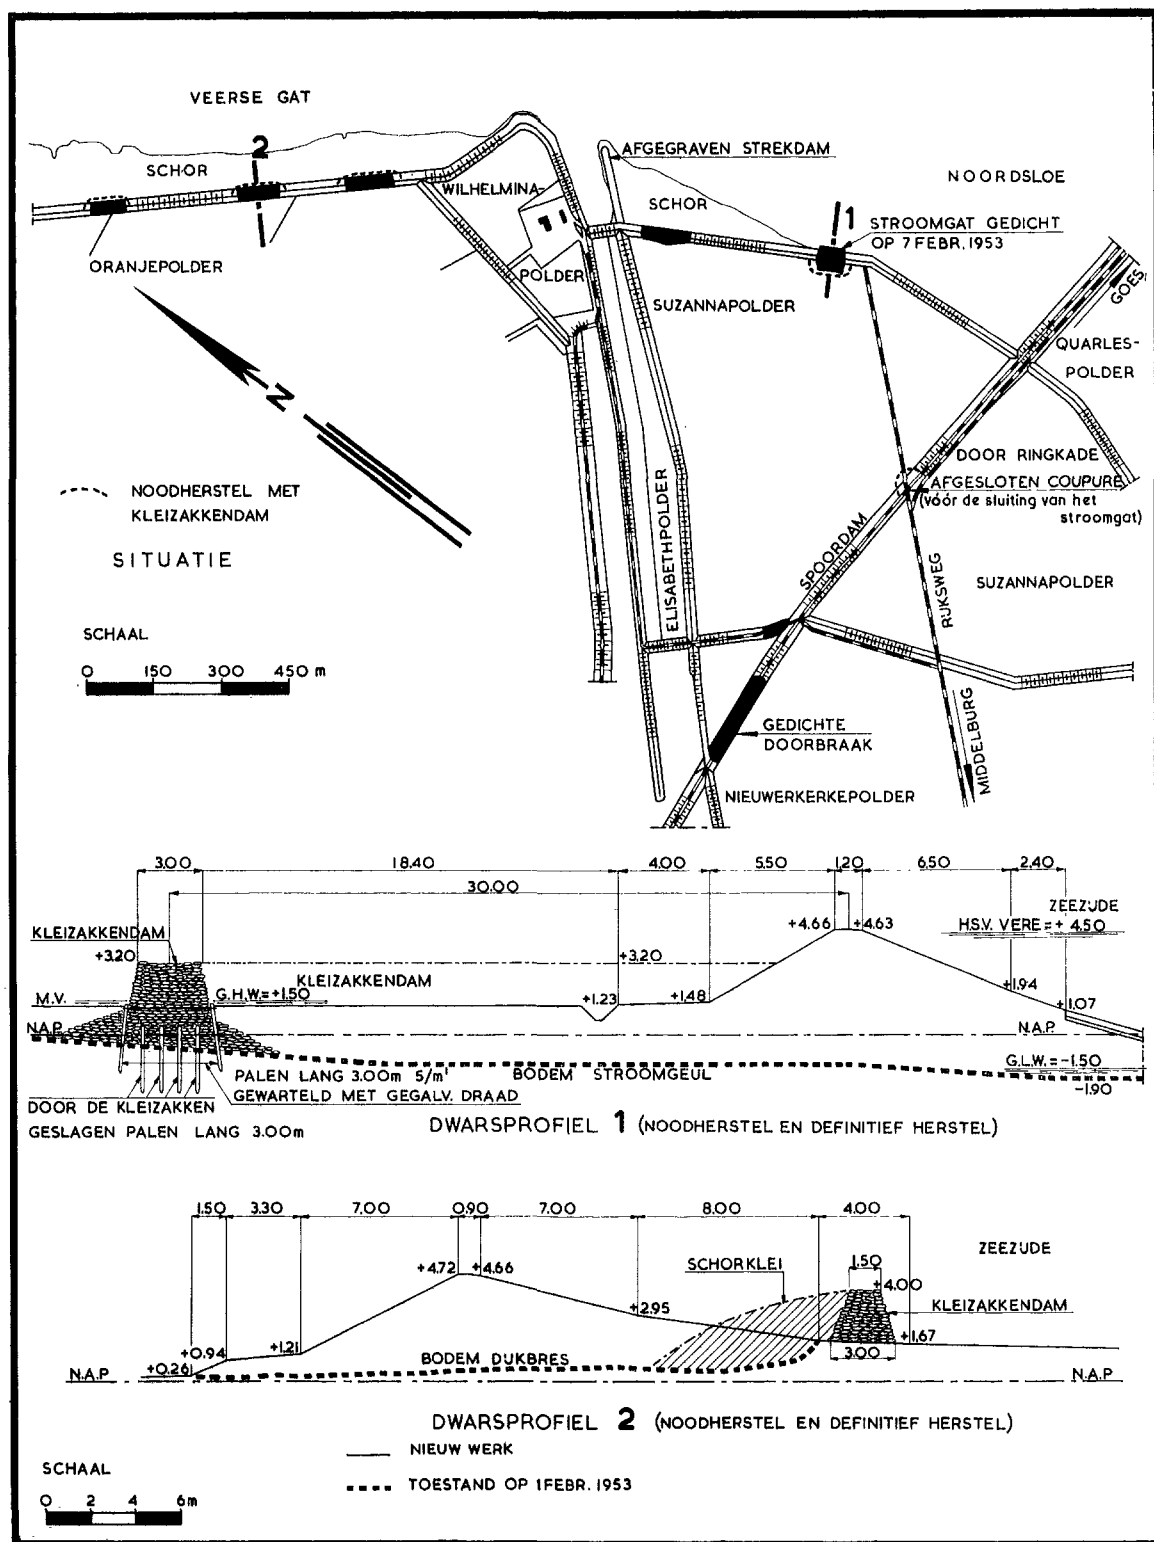 VEERSE GAT
2
SCHOR
WILHELMINA-
POLDER
ORANJEPOLDER
AFGEGRAVEN STREKDAM
SCHOR
NOORDSLOE
1
STROOMGAT GEDICHT
OP 7 FEBR. 1953
SUZANNAPOLDER
GOES
QUARLES-
POLDER
N
NOODHERSTEL MET
KLEIZAKKENDAM
SITUATIE
DOOR RINGKADE
AFGESLOTEN COUPURE
(vóór de sluiting van het
stroomgat)
SPOORDAM
ELISABETHPOLDER
RIJKSWEG
SUZANNAPOLDER
SCHAAL
0 150 300 450 m
GEDICHTE
DOORBRAAK
MIDDELBURG
NIEUWERKERKEPOLDER
3.00 18.40 4.00 5.50 1.20 6.50 2.40
30.00
ZEEZIJDE
KLEIZAKKENDAM
+4.66 +4.63
H.S.V. VERE = + 4.50
+3.20 +3.20
KLEIZAKKENDAM
M.V. G.H.W.=+1.50 +1.23 +1.48 +1.94 +1.07
N.A.P. N.A.P.
G.L.W.=-1.50
PALEN LANG 3.00m 5/m' BODEM STROOMGEUL
GEWARTELD MET GEGALV. DRAAD
-1.90
DOOR DE KLEIZAKKEN
GESLAGEN PALEN LANG 3.00m
DWARSPROFIEL 1 (NOODHERSTEL EN DEFINITIEF HERSTEL)
1.50 3.30 7.00 0.90 7.00 8.00 4.00
ZEEZIJDE
SCHORKLEI 1.50
+4.72 +4.66 +4.00
+2.95 KLEIZAKKENDAM
+0.94 +1.21 +1.67
+0.26 BODEM DIJKBRES 3.00
N.A.P N.A.P
DWARSPROFIEL 2 (NOODHERSTEL EN DEFINITIEF HERSTEL)
NIEUW WERK
SCHAAL
TOESTAND OP 1 FEBR. 1953
0 2 4 6m